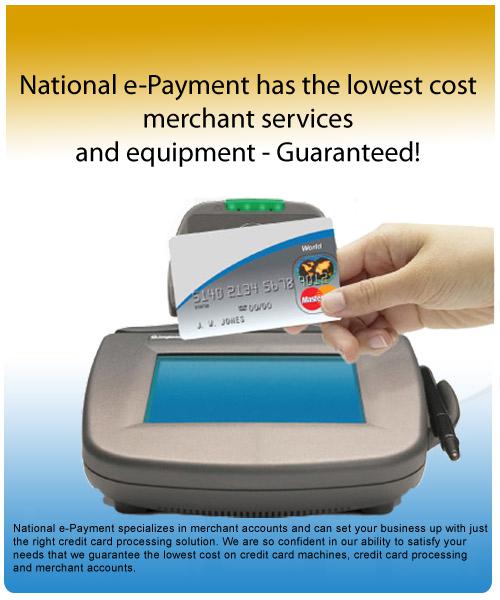 National e-Payment has the lowest cost
merchant services
and equipment - Guaranteed!
World
5140 2134 5678 9012
00/00
J. W. JONES
National e-Payment specializes in merchant accounts and can set your business up with just
the right credit card processing solution. We are so confident in our ability to satisfy your
needs that we guarantee the lowest cost on credit card machines, credit card processing
and merchant accounts.